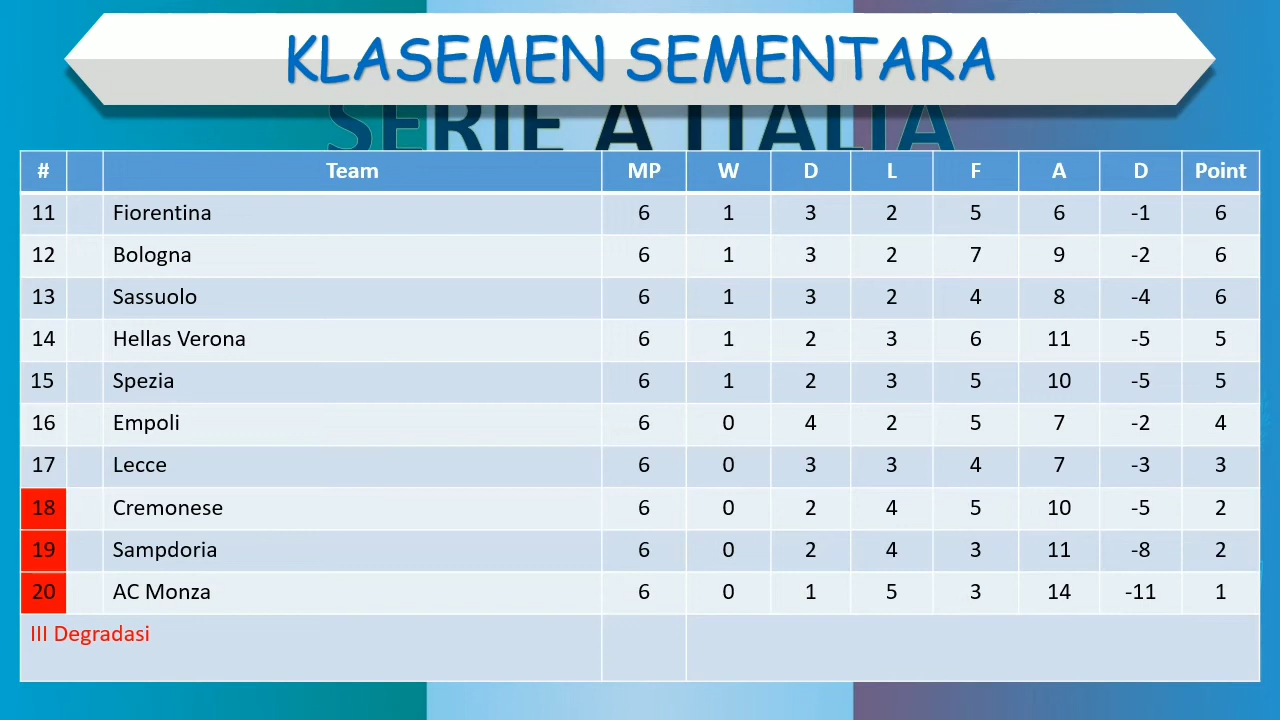 KLASEMEN SEMENTARA
SERIE A ITALIA
# Team MP W D L F A D Point
11 Fiorentina 6 1 3 2 5 6 -1 6
12 Bologna 6 1 3 2 7 9 -2 6
13 Sassuolo 6 1 3 2 4 8 -4 6
14 Hellas Verona 6 1 2 3 6 11 -5 5
15 Spezia 6 1 2 3 5 10 -5 5
16 Empoli 6 0 4 2 5 7 -2 4
17 Lecce 6 0 3 3 4 7 -3 3
18 Cremonese 6 0 2 4 5 10 -5 2
19 Sampdoria 6 0 2 4 3 11 -8 2
20 AC Monza 6 0 1 5 3 14 -11 1
III Degradasi